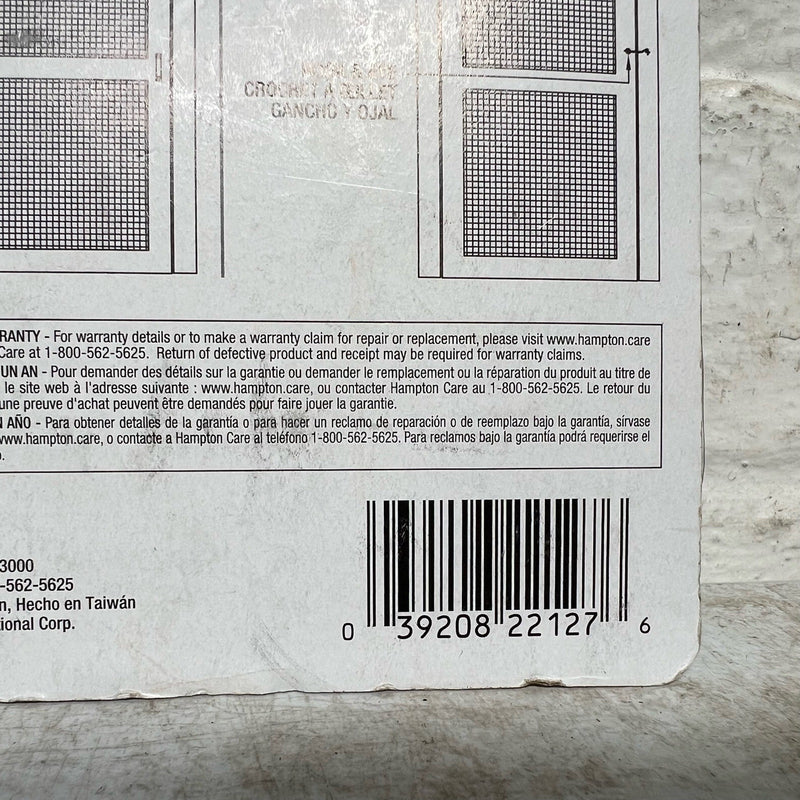 & EYE
CROCHET À ŒILLET
GANCHO Y OJAL
RANTY - For warranty details or to make a warranty claim for repair or replacement, please visit www.hampton.care
Care at 1-800-562-5625. Return of defective product and receipt may be required for warranty claims.
UN AN - Pour demander des détails sur la garantie ou demander le remplacement ou la réparation du produit au titre de
le site web à l'adresse suivante : www.hampton.care, ou contacter Hampton Care au 1-800-562-5625. Le retour du
une preuve d'achat peuvent être demandés pour faire jouer la garantie.
N AÑO - Para obtener detalles de la garantía o para hacer un reclamo de reparación o de reemplazo bajo la garantía, sírvase
www.hampton.care, o contacte a Hampton Care al teléfono 1-800-562-5625. Para reclamos bajo la garantía podrá requerirse el
3000
-562-5625
n, Hecho en Taiwán
tional Corp.
0 39208 22127 6